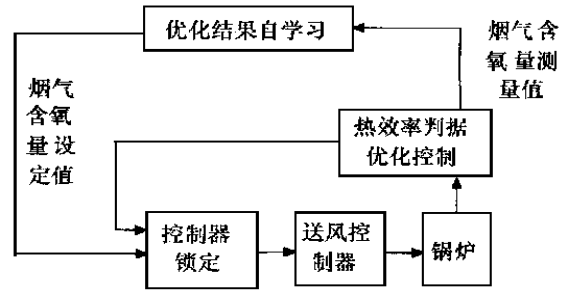 优化结果自学习
烟气含
氧量测
量值
烟气
含氧
量设
定值
热效率判据
优化控制
控制器
锁定
送风控
制器
锅炉